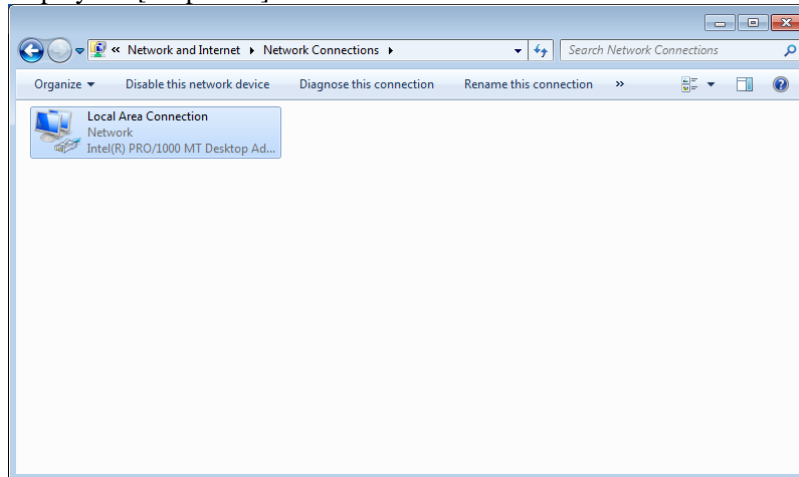 « Network and Internet ▸ Network Connections ▸
Search Network Connections
Organize ▾ Disable this network device Diagnose this connection Rename this connection »
Local Area Connection
Network
Intel(R) PRO/1000 MT Desktop Ad...